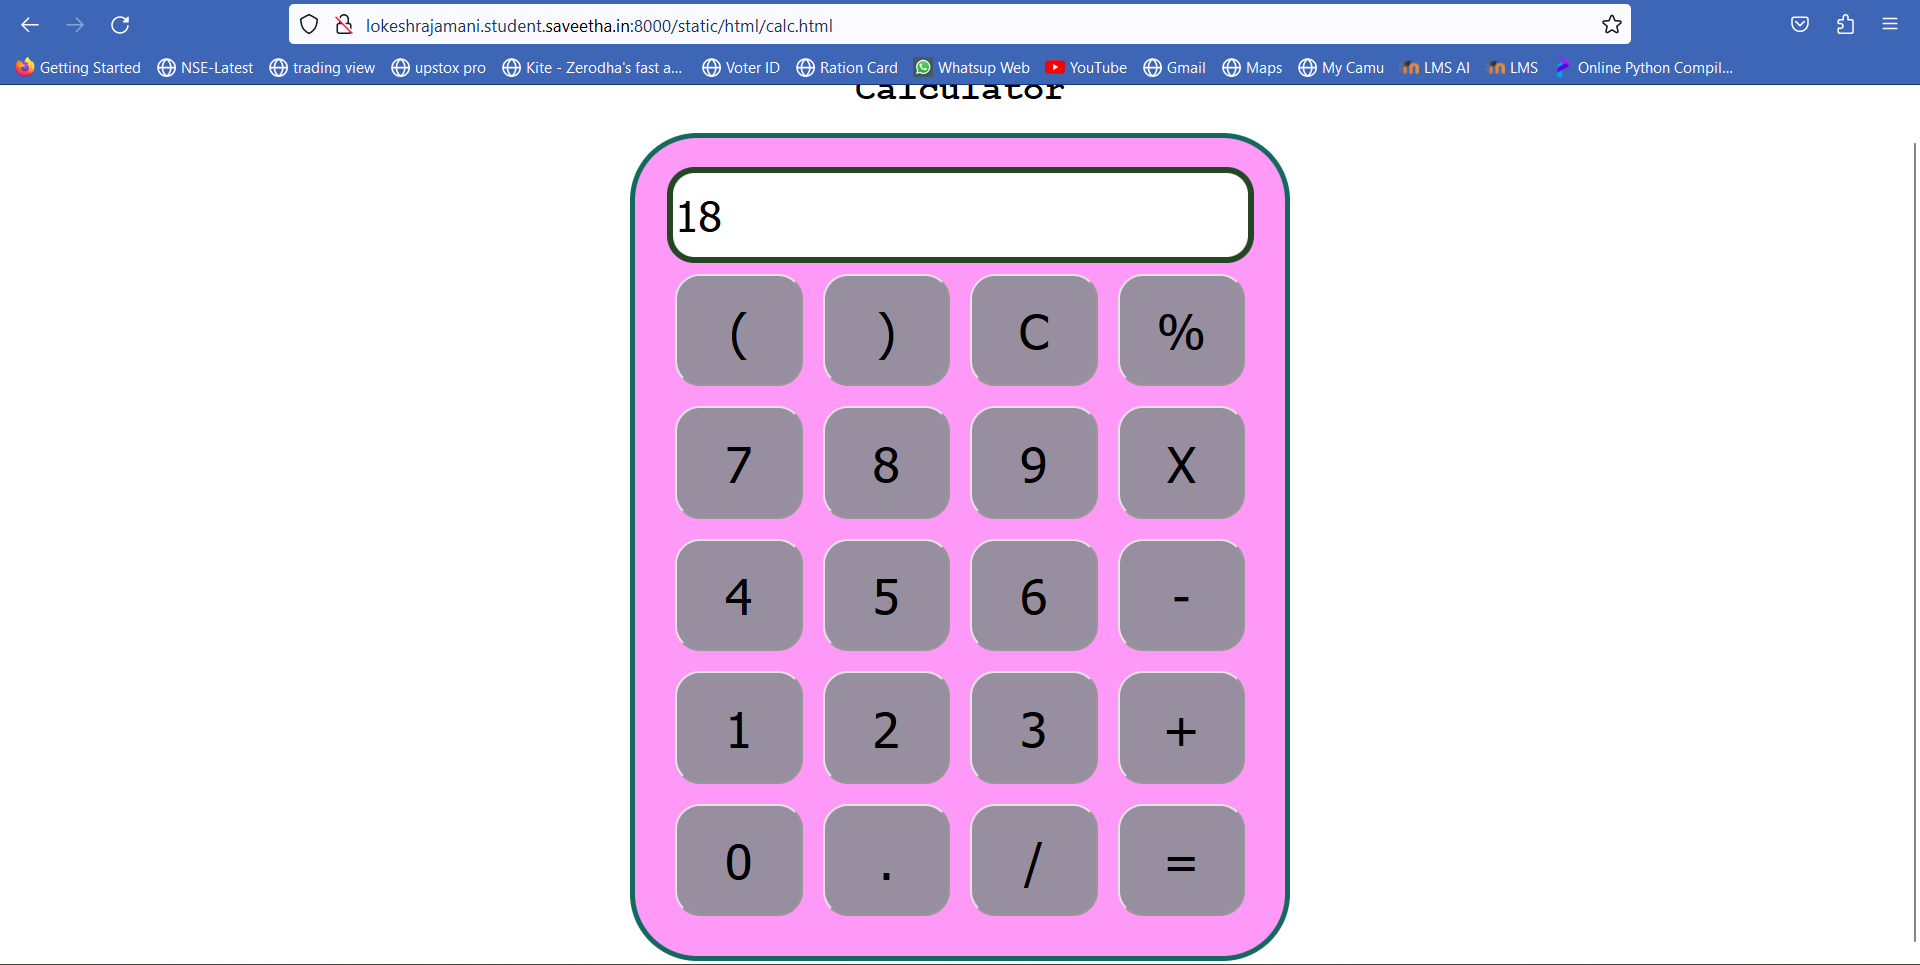 lokeshrajamani.student.saveetha.in:8000/static/html/calc.html
Getting Started NSE-Latest trading view upstox pro Kite - Zerodha's fast a... Voter ID Ration Card Whatsup Web YouTube Gmail Maps My Camu LMS AI LMS Online Python Compil...
Calculator
18
( ) C %
7 8 9 X
4 5 6 -
1 2 3 +
0 . / =